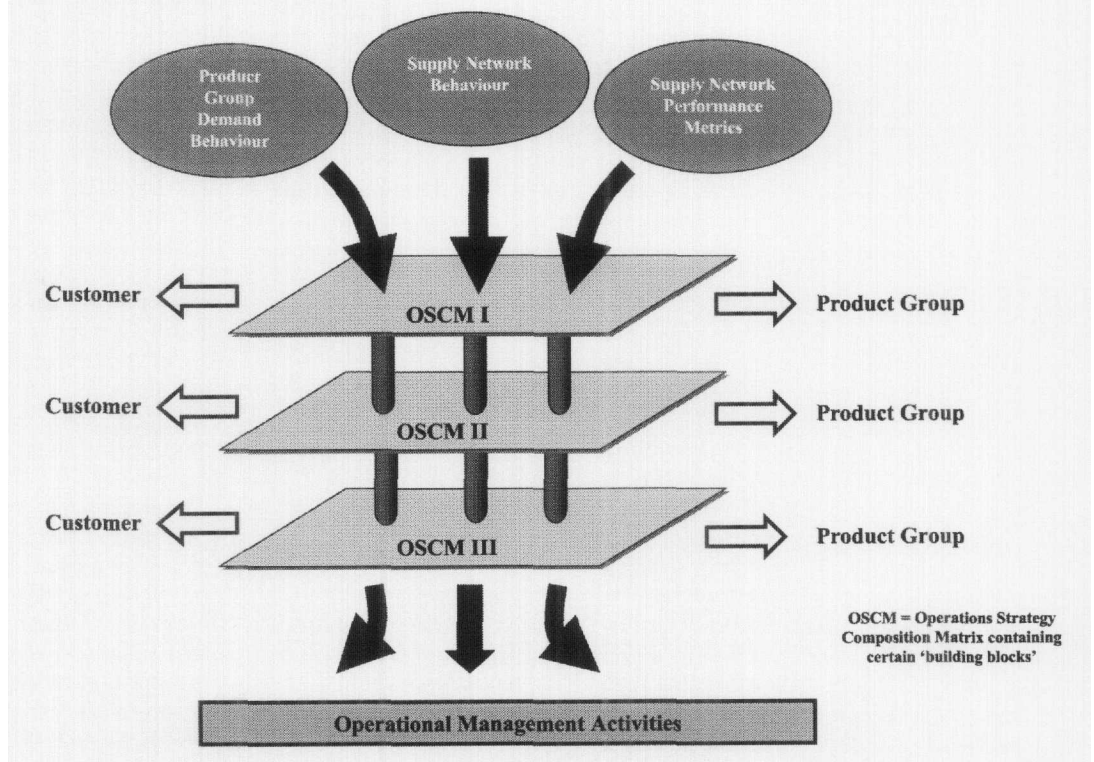 Product
Group
Demand
Behaviour
Supply Network
Behaviour
Supply Network
Performance
Metrics
Customer
OSCM I
Product Group
Customer
OSCM II
Product Group
Customer
OSCM III
Product Group
OSCM = Operations Strategy
Composition Matrix containing
certain ‘building blocks’
Operational Management Activities